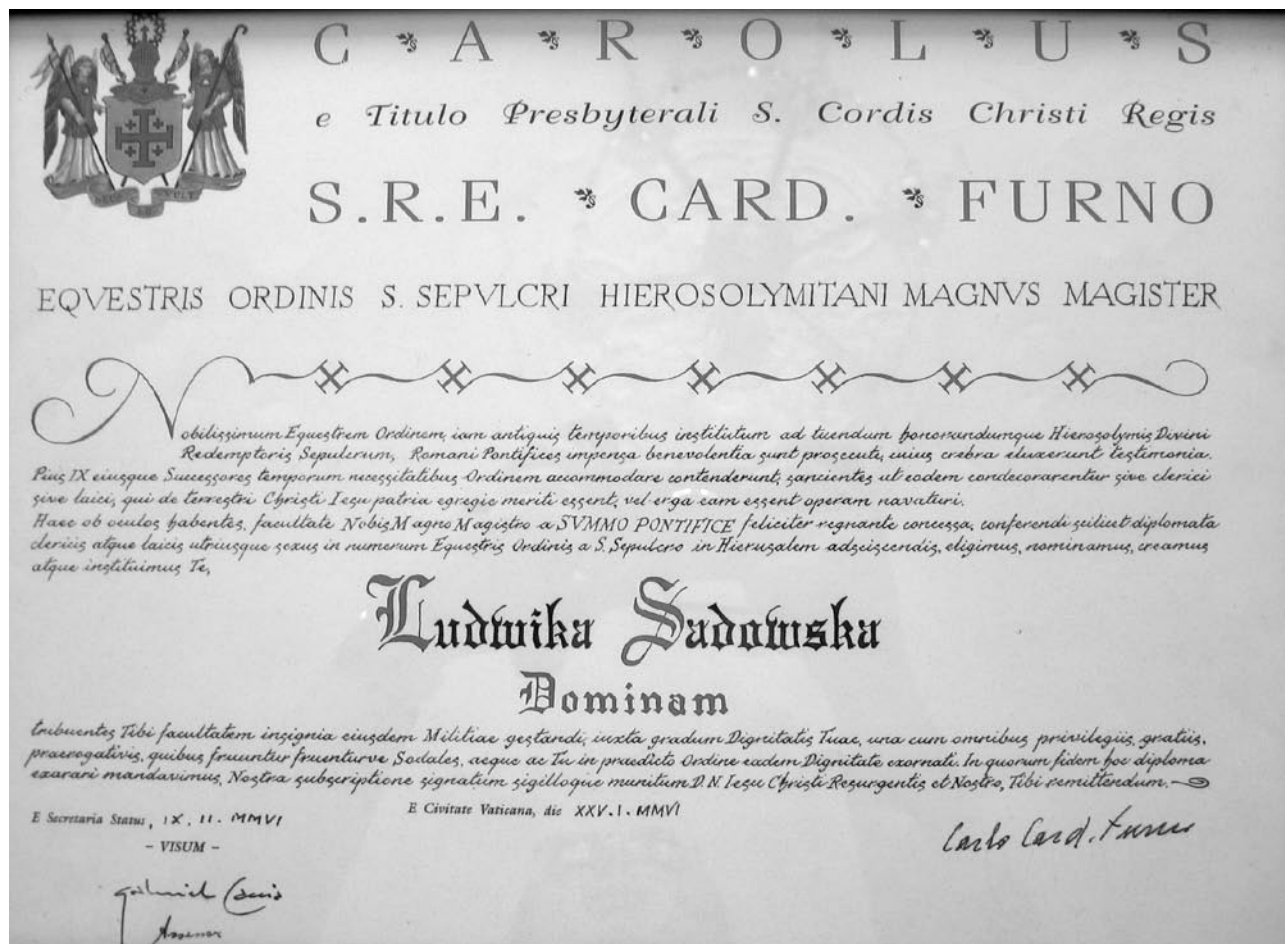 C A R O L U S
e Titulo Presbyterali S. Cordis Christi Regis
S.R.E. CARD. FURNO
EQVESTRIS ORDINIS S. SEPVLCRI HIEROSOLYMITANI MAGNVS MAGISTER
Nobilissimum Equestrem Ordinem, iam antiquis temporibus institutum ad tuendum honorandumque Hierosolymis Divini
Redemptoris Sepulcrum, Romani Pontifices impensa benevolentia sunt prosecuti, cuius crebra eluxerunt testimonia.
Pius IX eiusque Successores temporum necessitatibus Ordinem accommodare contenderunt, sancientes ut eodem condecorarentur sive clerici
sive laici, qui de terrestri Christi Iesu patria egregie meriti essent, vel erga eam essent operam navaturi.
Haec ob oculos habentes, facultate Nobis Magno Magistro a SVMMO PONTIFICE feliciter regnante concessa, conferendi scilicet diplomata
clericis atque laicis utriusque sexus in numerum Equestris Ordinis a S. Sepulcro in Hierusalem adsciscendis, eligimus, nominamus, creamus
atque instituimus Te,
Ludwika Sadowska
Dominam
tribuentes Tibi facultatem insignia eiusdem Militiae gestandi, iuxta gradum Dignitatis Tuae, una cum omnibus privilegiis, gratiis,
praerogativis, quibus fruuntur fruenturve Sodales, aeque ac Tu in praedicto Ordine eadem Dignitate exornati. In quorum fidem hoc diploma
exarari mandavimus, Nostra subscriptione signatum sigilloque munitum D. N. Iesu Christi Resurgentis et Nostro, Tibi remittendum.
E Secretaria Status, IX. II. MMVI
E Civitate Vaticana, die XXV. I. MMVI
- VISUM -
Carlo Card. Furno
Gabriel Caccia
Assessor